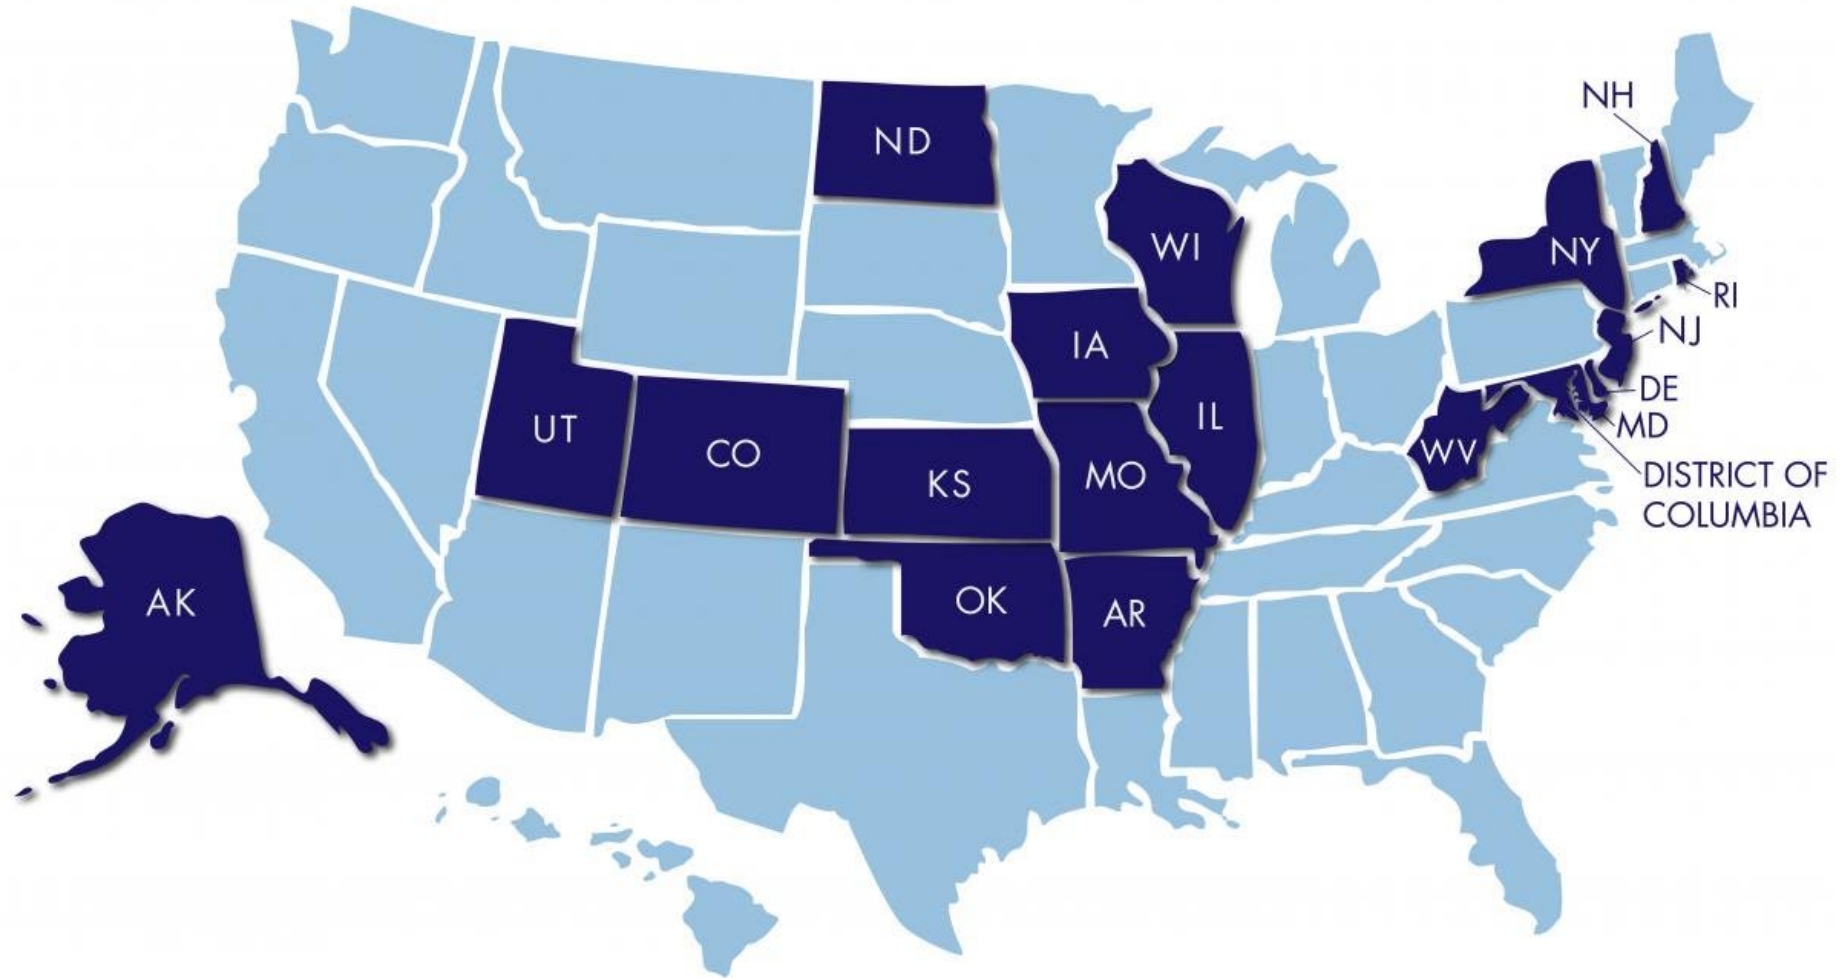 NH
ND
WI
NY
RI
NJ
IA
DE
UT
IL
MD
CO
WV
KS
MO
DISTRICT OF
COLUMBIA
AK
OK
AR